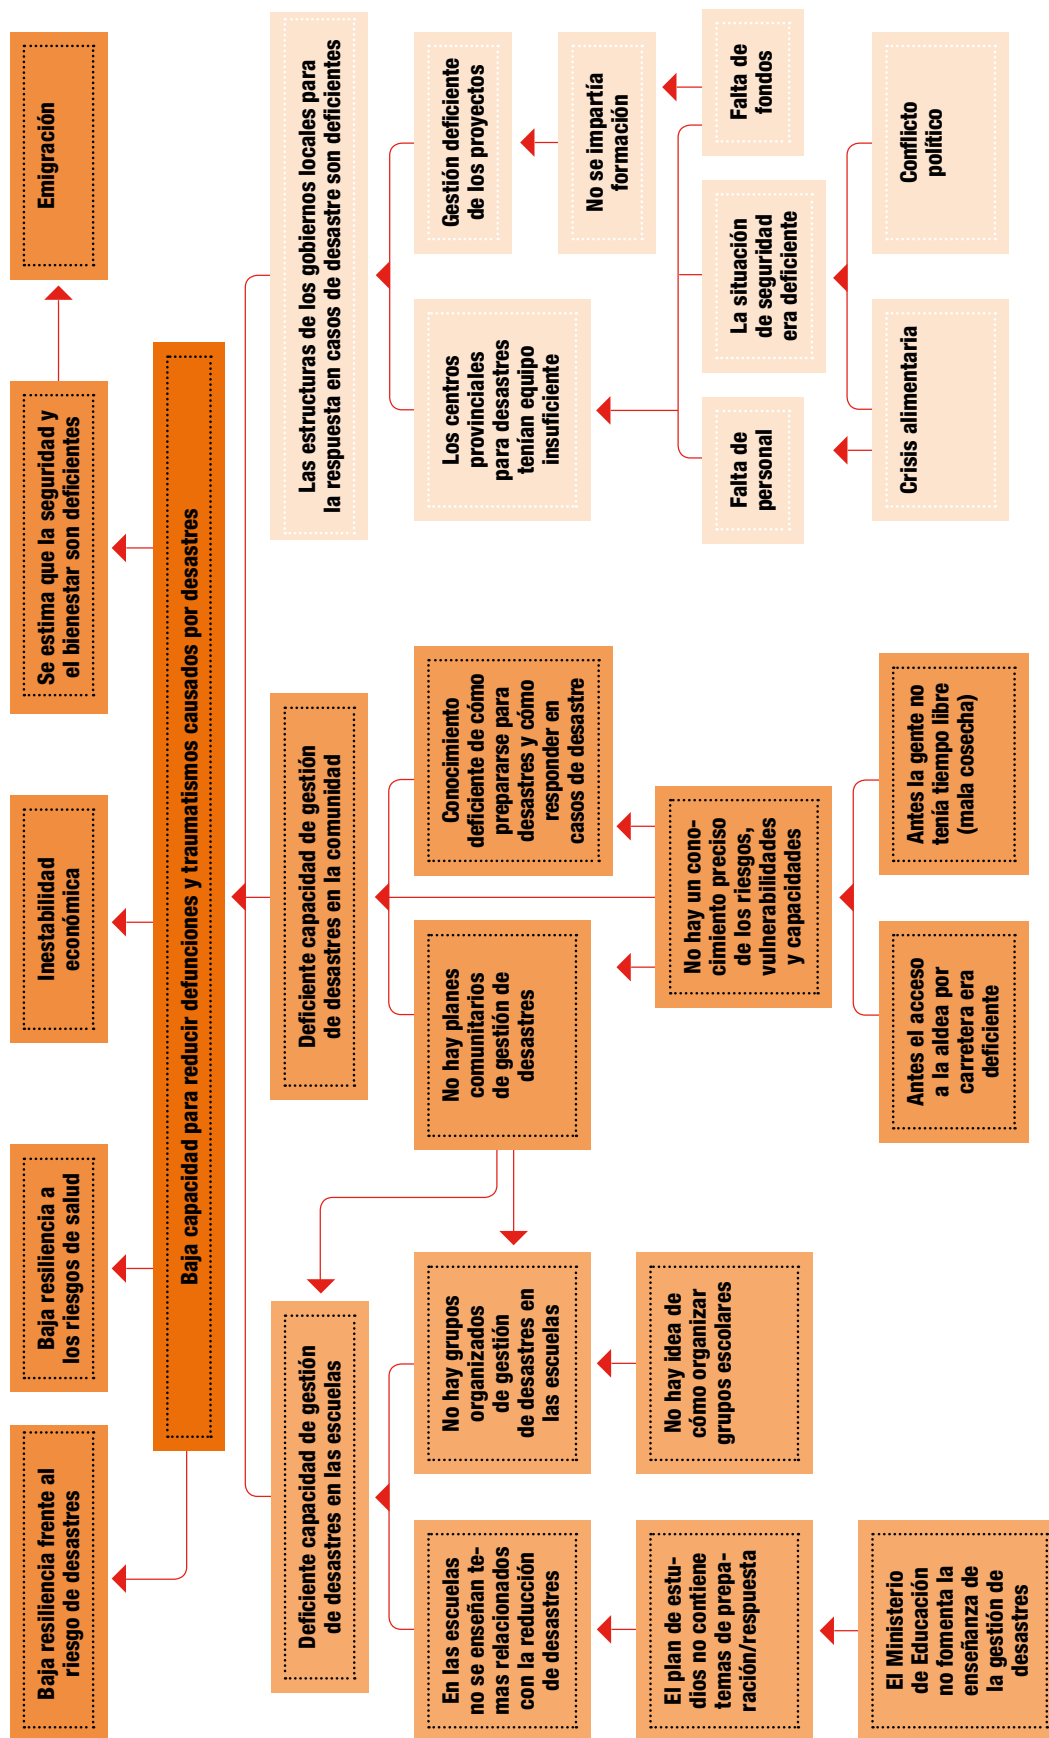 Baja resiliencia frente al
riesgo de desastres
Baja resiliencia a
los riesgos de salud
Inestabilidad
económica
Se estima que la seguridad y
el bienestar son deficientes
Emigración
Baja capacidad para reducir defunciones y traumatismos causados por desastres
Deficiente capacidad de gestión
de desastres en las escuelas
Deficiente capacidad de gestión
de desastres en la comunidad
Las estructuras de los gobiernos locales para
la respuesta en casos de desastre son deficientes
En las escuelas
no se enseñan te-
mas relacionados
con la reducción
de desastres
No hay grupos
organizados
de gestión
de desastres en
las escuelas
No hay planes
comunitarios
de gestión de
desastres
Conocimiento
deficiente de cómo
prepararse para
desastres y cómo
responder en
casos de desastre
Los centros
provinciales
para desastres
tenían equipo
insuficiente
Gestión deficiente
de los proyectos
El plan de estu-
dios no contiene
temas de prepa-
ración/respuesta
No hay idea de
cómo organizar
grupos escolares
No hay un cono-
cimiento preciso
de los riesgos,
vulnerabilidades
y capacidades
No se impartía
formación
Falta de
personal
La situación
de seguridad
era deficiente
Falta de
fondos
El Ministerio
de Educación
no fomenta la
enseñanza de
la gestión de
desastres
Antes el acceso
a la aldea por
carretera era
deficiente
Antes la gente no
tenía tiempo libre
(mala cosecha)
Crisis alimentaria
Conflicto
político